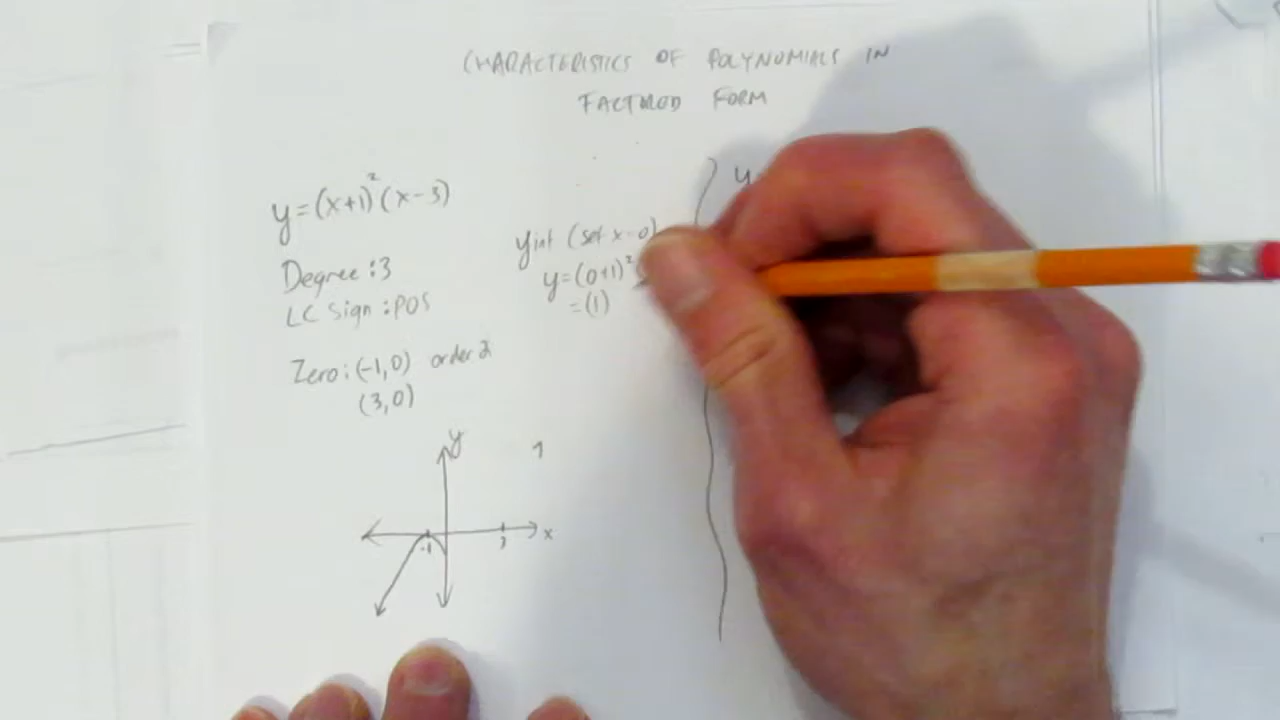 CHARACTERISTICS OF POLYNOMIALS IN
FACTORED FORM
y=(x+1)²(x-3)
Degree:3
LC Sign:POS
Zero:(-1,0) order 2
(3,0)
y int (set x=0)
y=(0+1)²
=(1)
y
y
x
-1
3